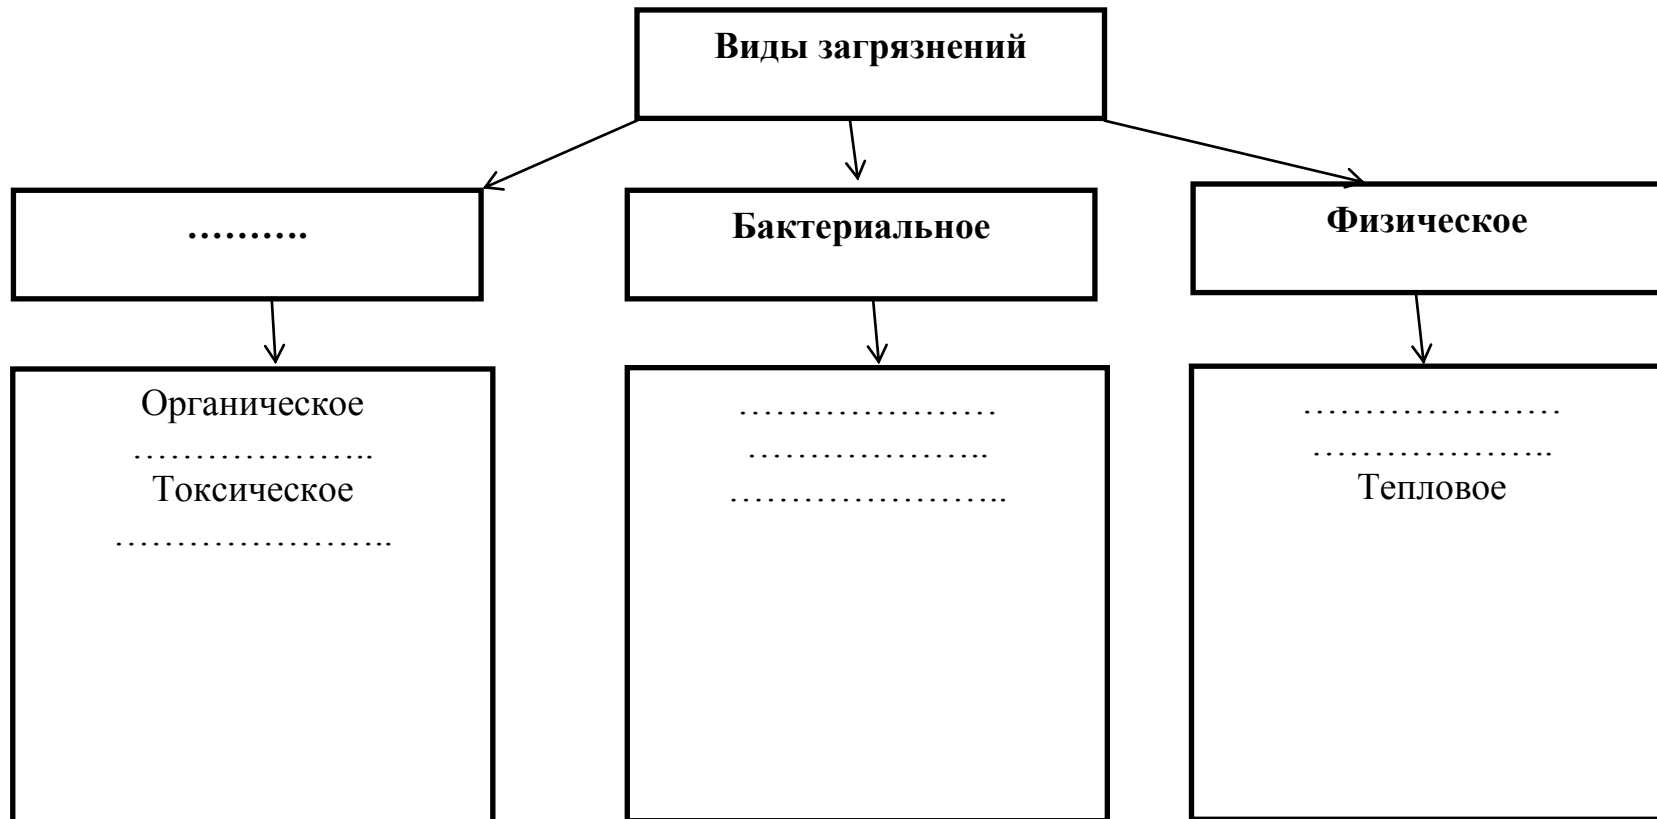 Виды загрязнений
……….
Бактериальное
Физическое
Органическое
………………..
Токсическое
…………………..
…………………
………………..
…………………..
…………………
………………..
Тепловое